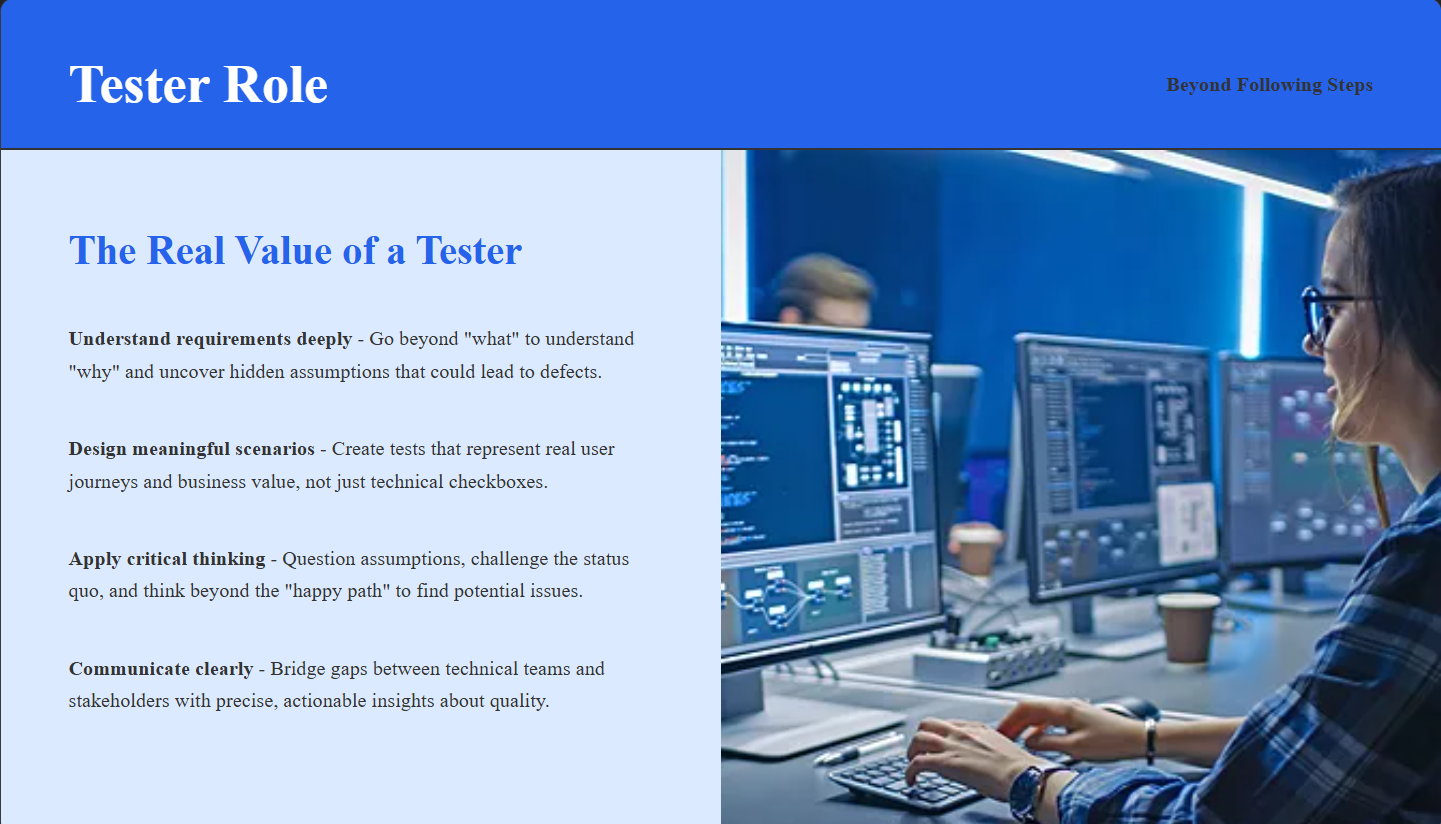 Tester Role
Beyond Following Steps
The Real Value of a Tester
Understand requirements deeply - Go beyond "what" to understand
"why" and uncover hidden assumptions that could lead to defects.
Design meaningful scenarios - Create tests that represent real user
journeys and business value, not just technical checkboxes.
Apply critical thinking - Question assumptions, challenge the status
quo, and think beyond the "happy path" to find potential issues.
Communicate clearly - Bridge gaps between technical teams and
stakeholders with precise, actionable insights about quality.